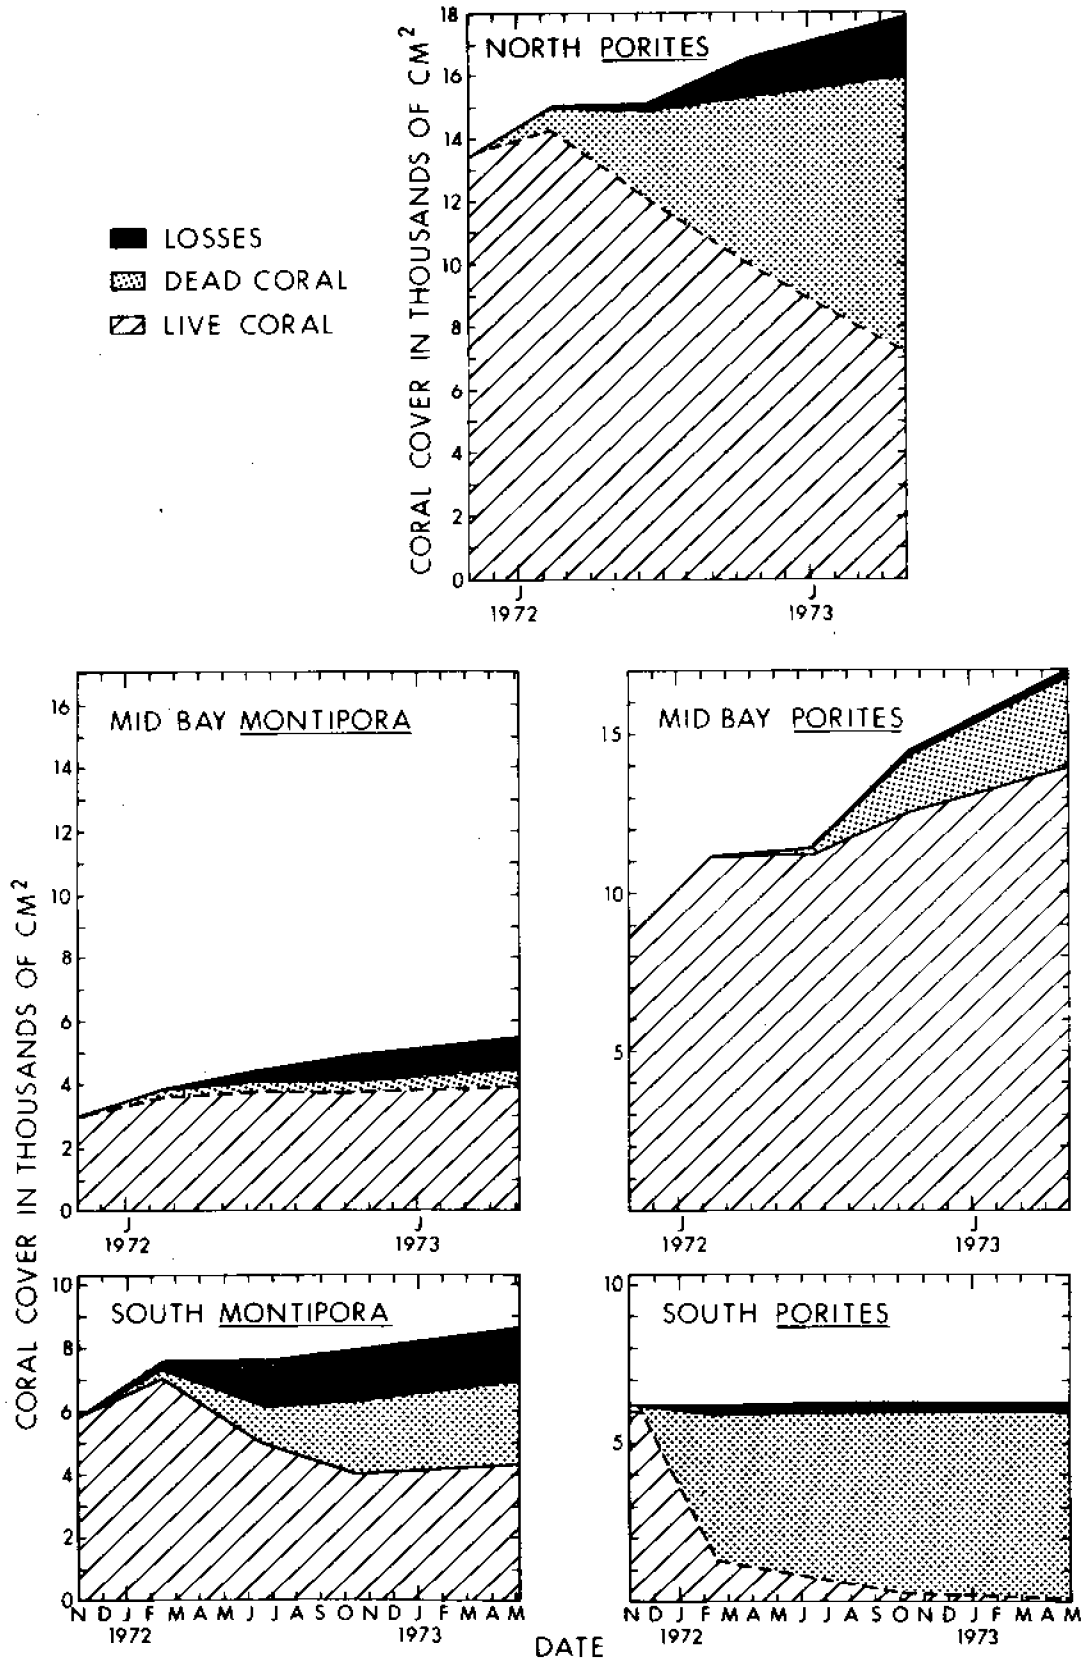 CORAL COVER IN THOUSANDS OF CM²
18
16
14
12
10
8
6
4
2
0
NORTH PORITES
J
1972
J
1973
LOSSES
DEAD CORAL
LIVE CORAL
CORAL COVER IN THOUSANDS OF CM²
16
14
12
10
8
6
4
2
0
MID BAY MONTIPORA
J
1972
J
1973
15
10
5
MID BAY PORITES
J
1972
J
1973
10
8
6
4
2
0
SOUTH MONTIPORA
N D J F M A M J J A S O N D J F M A M
1972
1973
10
5
SOUTH PORITES
N D J F M A M J J A S O N D J F M A M
1972
1973
DATE